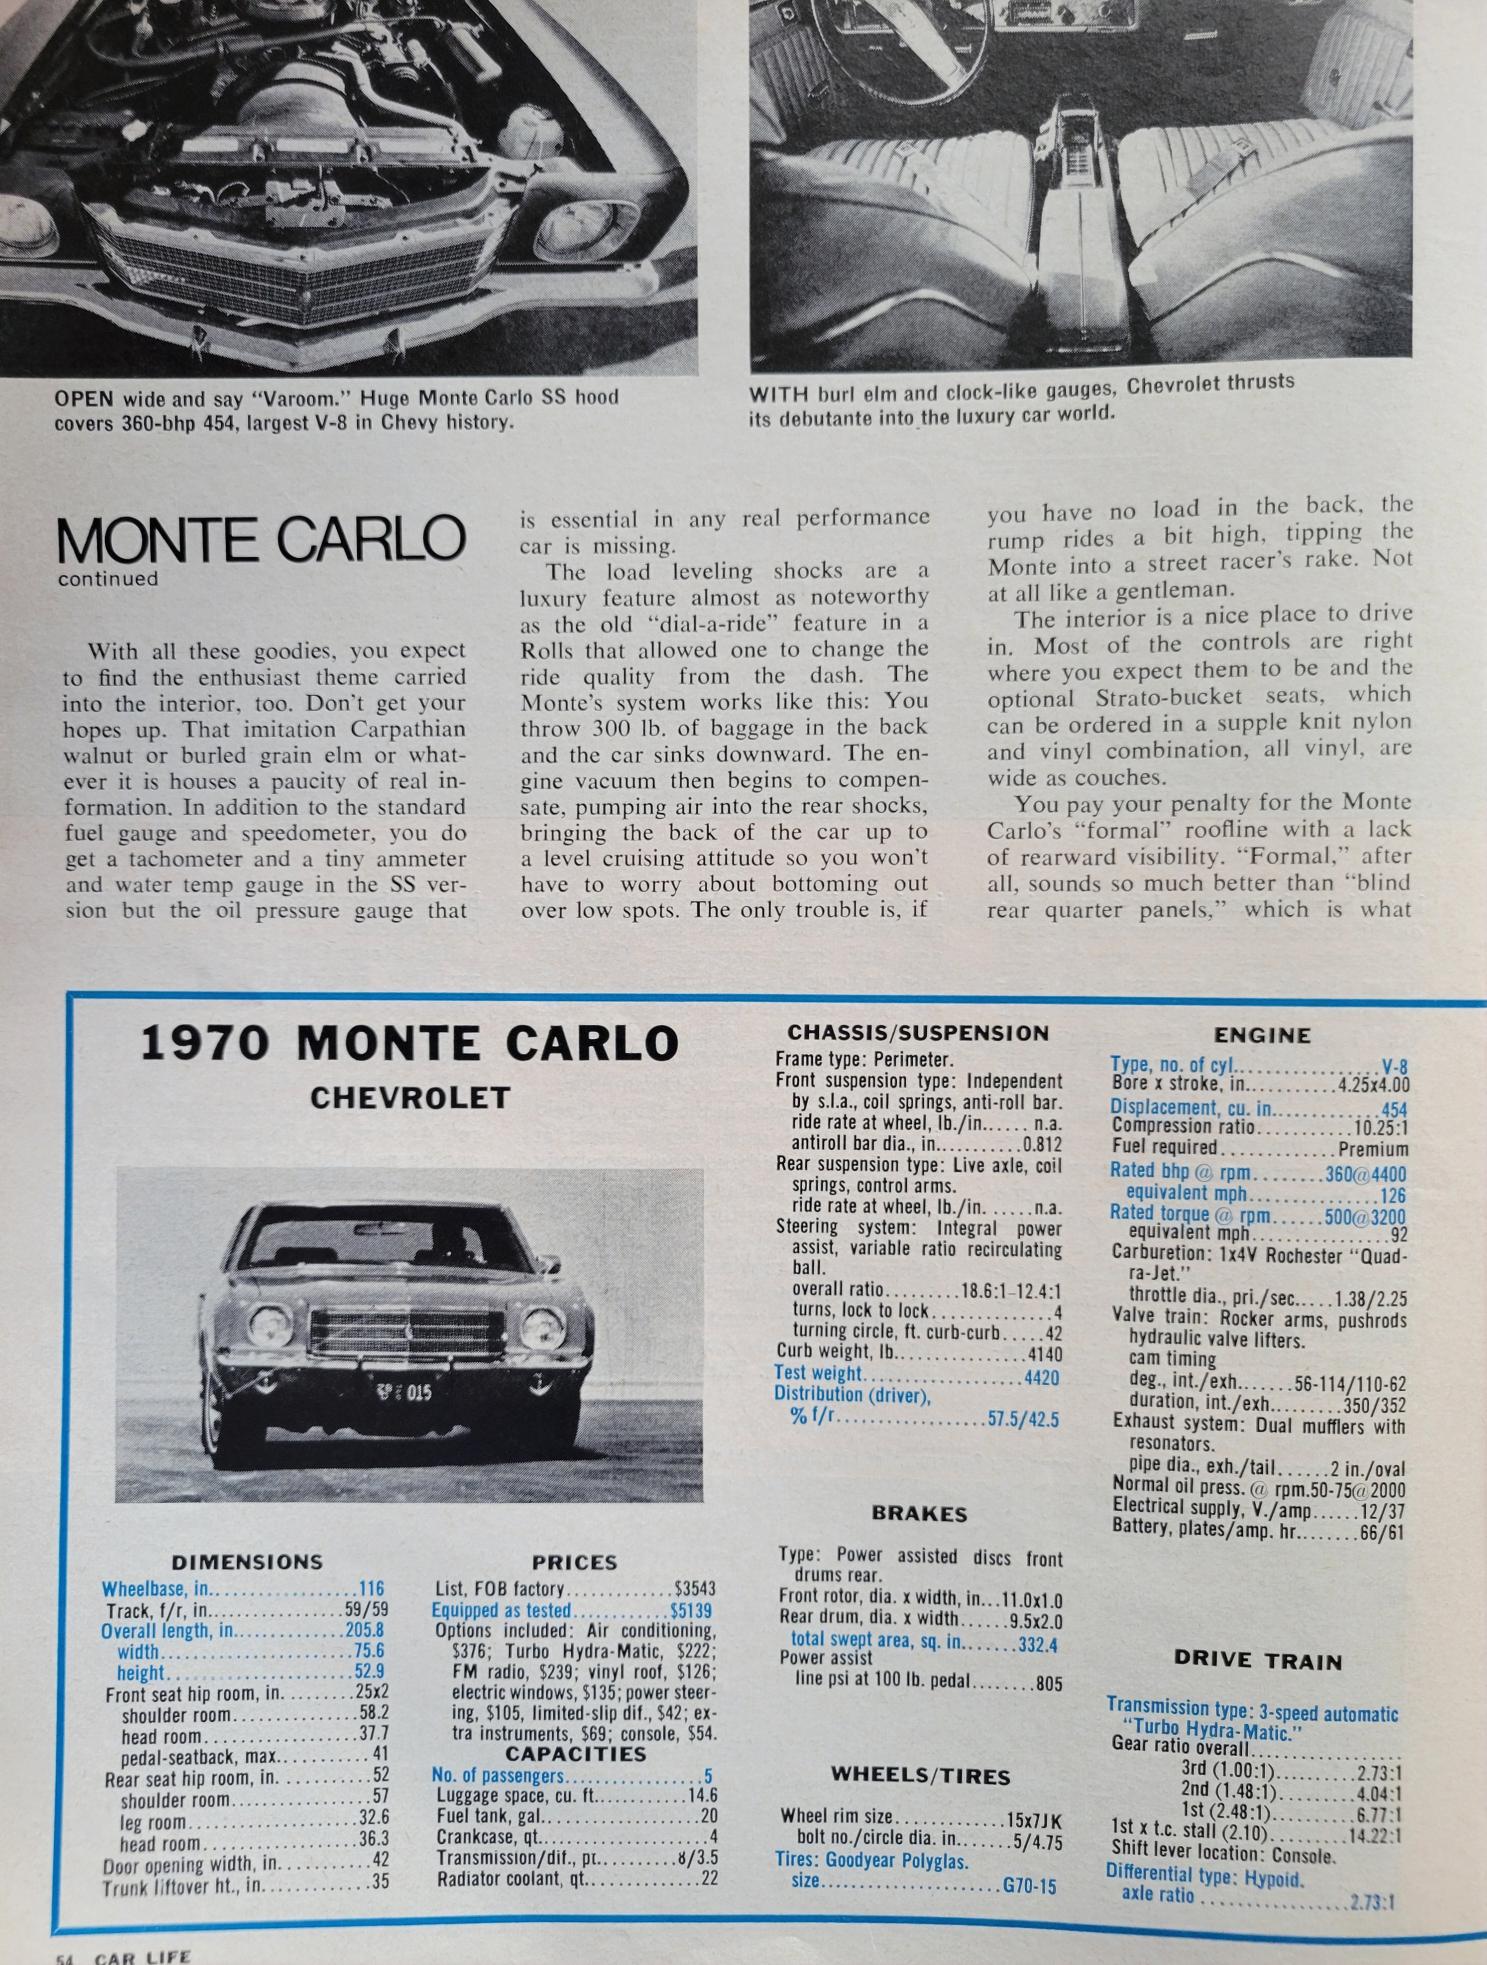 OPEN wide and say “Varoom.” Huge Monte Carlo SS hood
covers 360-bhp 454, largest V-8 in Chevy history.
WITH burl elm and clock-like gauges, Chevrolet thrusts
its debutante into the luxury car world.
MONTE CARLO
continued
With all these goodies, you expect
to find the enthusiast theme carried
into the interior, too. Don't get your
hopes up. That imitation Carpathian
walnut or burled grain elm or what-
ever it is houses a paucity of real in-
formation. In addition to the standard
fuel gauge and speedometer, you do
get a tachometer and a tiny ammeter
and water temp gauge in the SS ver-
sion but the oil pressure gauge that
is essential in any real performance
car is missing.
The load leveling shocks are a
luxury feature almost as noteworthy
as the old “dial-a-ride” feature in a
Rolls that allowed one to change the
ride quality from the dash. The
Monte's system works like this: You
throw 300 lb. of baggage in the back
and the car sinks downward. The en-
gine vacuum then begins to compen-
sate, pumping air into the rear shocks,
bringing the back of the car up to
a level cruising attitude so you won't
have to worry about bottoming out
over low spots. The only trouble is, if
you have no load in the back, the
rump rides a bit high, tipping the
Monte into a street racer's rake. Not
at all like a gentleman.
The interior is a nice place to drive
in. Most of the controls are right
where you expect them to be and the
optional Strato-bucket seats, which
can be ordered in a supple knit nylon
and vinyl combination, all vinyl, are
wide as couches.
You pay your penalty for the Monte
Carlo's “formal” roofline with a lack
of rearward visibility. “Formal,” after
all, sounds so much better than “blind
rear quarter panels,” which is what
1970 MONTE CARLO
CHEVROLET
015
DIMENSIONS
Wheelbase, in..................116
Track, f/r, in................59/59
Overall length, in.............205.8
width.......................75.6
height......................52.9
Front seat hip room, in. ........25x2
shoulder room...............58.2
head room...................37.7
pedal-seatback, max...........41
Rear seat hip room, in. ...........52
shoulder room.................57
leg room....................32.6
head room...................36.3
Door opening width, in. ..........42
Trunk liftover ht., in.............35
PRICES
List, FOB factory.............$3543
Equipped as tested...........$5139
Options included: Air conditioning,
$376; Turbo Hydra-Matic, $222;
FM radio, $239; vinyl roof, $126;
electric windows, $135; power steer-
ing, $105, limited-slip dif., $42; ex-
tra instruments, $69; console, $54.
CAPACITIES
No. of passengers................5
Luggage space, cu. ft...........14.6
Fuel tank, gal..................20
Crankcase, qt...................4
Transmission/dif., pt..........8/3.5
Radiator coolant, qt.............22
CHASSIS/SUSPENSION
Frame type: Perimeter.
Front suspension type: Independent
by s.l.a., coil springs, anti-roll bar.
ride rate at wheel, lb./in...... n.a.
antiroll bar dia., in..........0.812
Rear suspension type: Live axle, coil
springs, control arms.
ride rate at wheel, lb./in. .....n.a.
Steering system: Integral power
assist, variable ratio recirculating
ball.
overall ratio.........18.6:1-12.4:1
turns, lock to lock..............4
turning circle, ft. curb-curb.....42
Curb weight, lb...............4140
Test weight...................4420
Distribution (driver),
% f/r..................57.5/42.5
BRAKES
Type: Power assisted discs front
drums rear.
Front rotor, dia. x width, in...11.0x1.0
Rear drum, dia. x width......9.5x2.0
total swept area, sq. in.......332.4
Power assist
line psi at 100 lb. pedal........805
WHEELS/TIRES
Wheel rim size..............15x7JK
bolt no./circle dia. in.......5/4.75
Tires: Goodyear Polyglas.
size......................G70-15
ENGINE
Type, no. of cyl.................V-8
Bore x stroke, in...........4.25x4.00
Displacement, cu. in.............454
Compression ratio...........10.25:1
Fuel required.............Premium
Rated bhp @ rpm........360@4400
equivalent mph...............126
Rated torque @ rpm......500@3200
equivalent mph................92
Carburetion: 1x4V Rochester “Quad-
ra-Jet.”
throttle dia., pri./sec.....1.38/2.25
Valve train: Rocker arms, pushrods
hydraulic valve lifters.
cam timing
deg., int./exh.......56-114/110-62
duration, int./exh.........350/352
Exhaust system: Dual mufflers with
resonators.
pipe dia., exh./tail......2 in./oval
Normal oil press. @ rpm.50-75@2000
Electrical supply, V./amp......12/37
Battery, plates/amp. hr........66/61
DRIVE TRAIN
Transmission type: 3-speed automatic
“Turbo Hydra-Matic.”
Gear ratio overall..................
3rd (1.00:1)..........2.73:1
2nd (1.48:1)..........4.04:1
1st (2.48:1)..........6.77:1
1st x t.c. stall (2.10).........14.22:1
Shift lever location: Console.
Differential type: Hypoid.
axle ratio ..................2.73:1
54 CAR LIFE